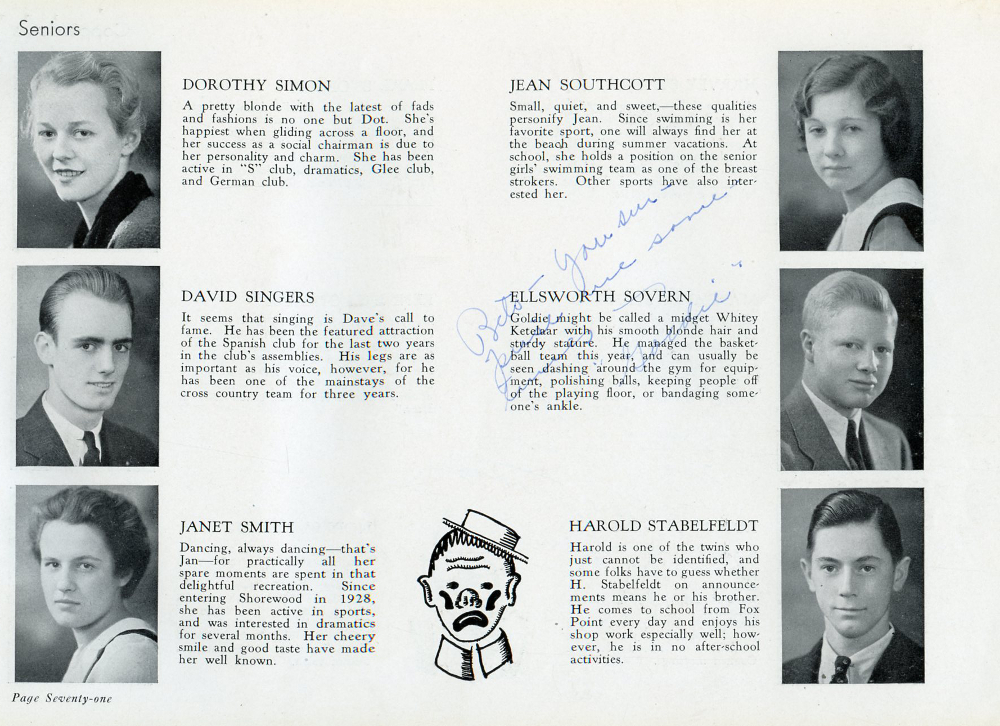 Seniors
DOROTHY SIMON
A pretty blonde with the latest of fads
and fashions is no one but Dot. She's
happiest when gliding across a floor, and
her success as a social chairman is due to
her personality and charm. She has been
active in "S" club, dramatics, Glee club,
and German club.
DAVID SINGERS
It seems that singing is Dave's call to
fame. He has been the featured attraction
of the Spanish club for the last two years
in the club's assemblies. His legs are as
important as his voice, however, for he
has been one of the mainstays of the
cross country team for three years.
JANET SMITH
Dancing, always dancing—that's
Jan—for practically all her
spare moments are spent in that
delightful recreation. Since
entering Shorewood in 1928,
she has been active in sports,
and was interested in dramatics
for several months. Her cheery
smile and good taste have made
her well known.
JEAN SOUTHCOTT
Small, quiet, and sweet,—these qualities
personify Jean. Since swimming is her
favorite sport, one will always find her at
the beach during summer vacations. At
school, she holds a position on the senior
girls' swimming team as one of the breast
strokers. Other sports have also inter-
ested her.
You sure
some
ELLSWORTH SOVERN
Goldie might be called a midget Whitey
Ketelaar with his smooth blonde hair and
sturdy stature. He managed the basket-
ball team this year, and can usually be
seen dashing around the gym for equip-
ment, polishing balls, keeping people off
of the playing floor, or bandaging some-
one's ankle.
HAROLD STABELFELDT
Harold is one of the twins who
just cannot be identified, and
some folks have to guess whether
H. Stabelfeldt on announce-
ments means he or his brother.
He comes to school from Fox
Point every day and enjoys his
shop work especially well; how-
ever, he is in no after-school
activities.
Page Seventy-one